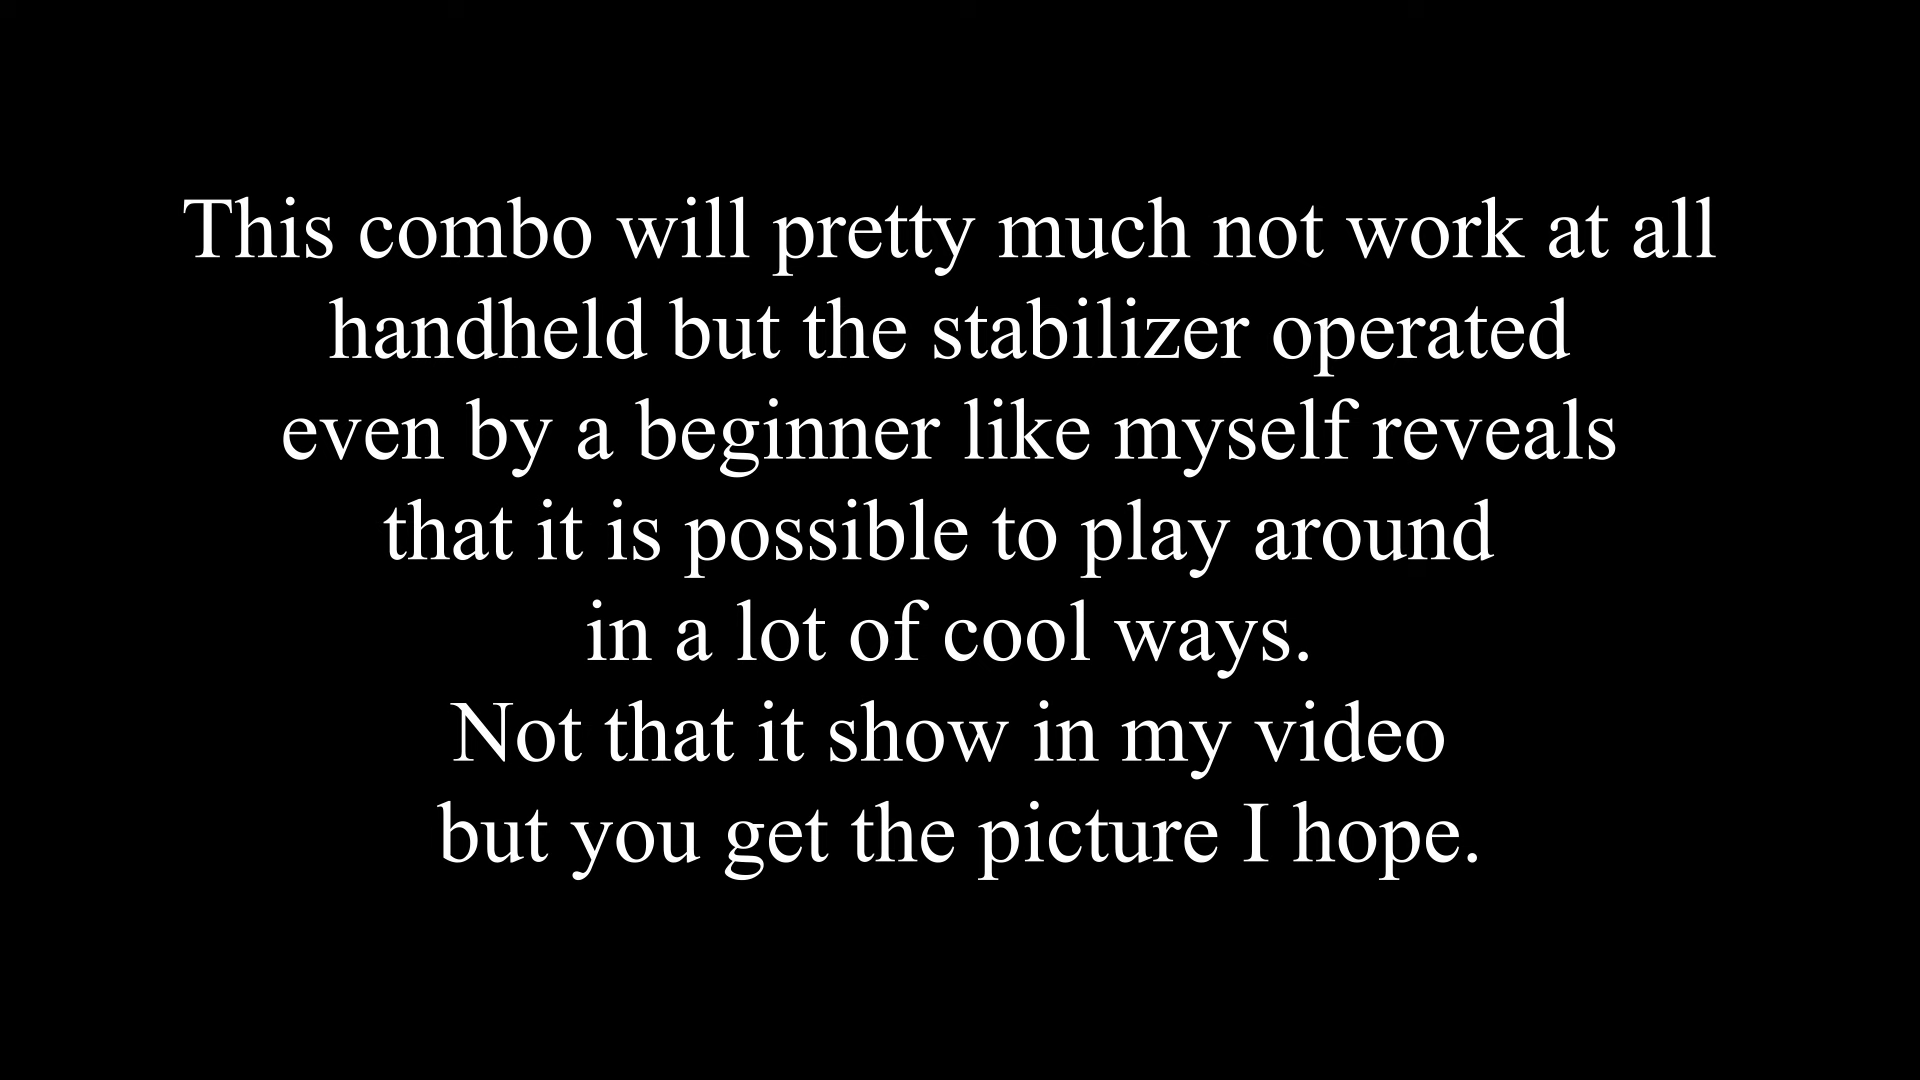 This combo will pretty much not work at all
handheld but the stabilizer operated
even by a beginner like myself reveals
that it is possible to play around
in a lot of cool ways.
Not that it show in my video
but you get the picture I hope.